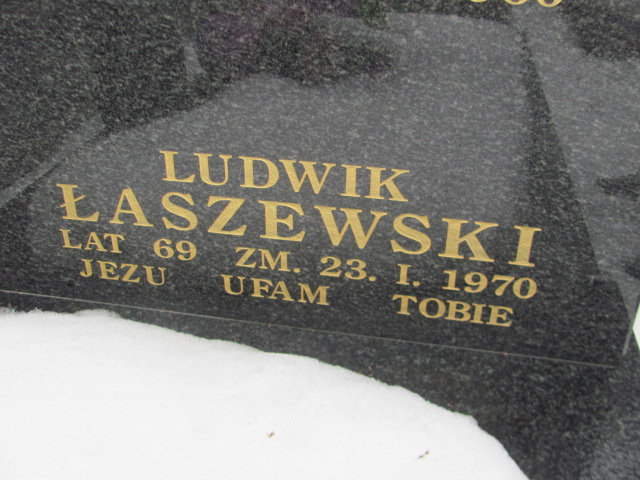 LUDWIK
ŁASZEWSKI
LAT 69 ZM. 23. I. 1970
JEZU UFAM TOBIE